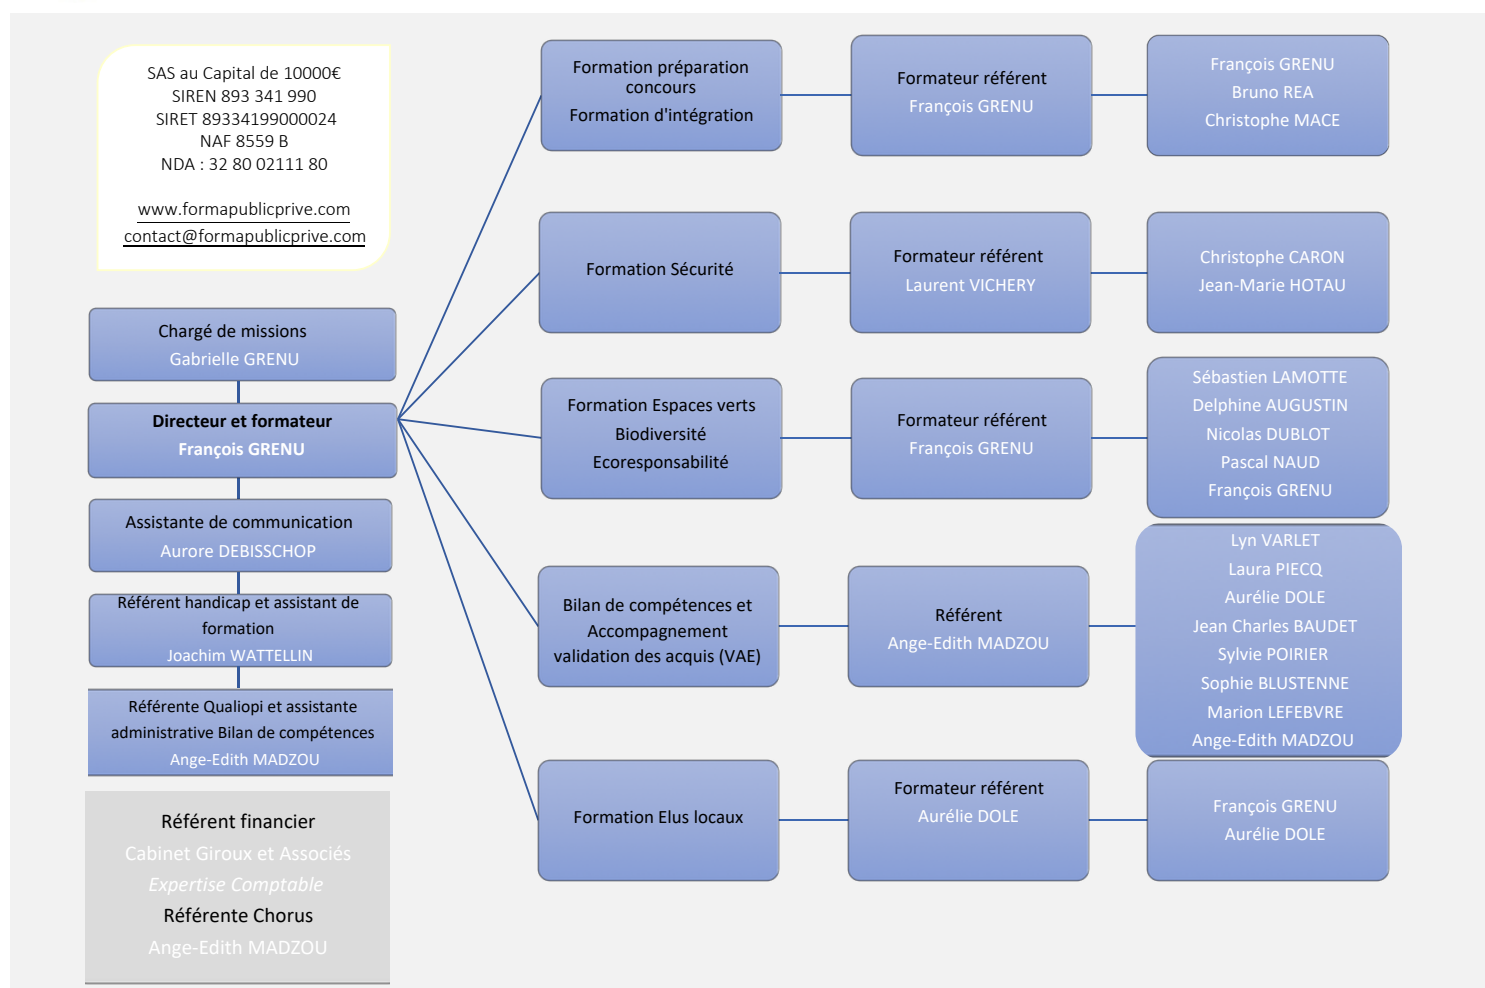 SAS au Capital de 10000€
SIREN 893 341 990
SIRET 89334199000024
NAF 8559 B
NDA : 32 80 02111 80
www.formapublicprive.com
contact@formapublicprive.com
Chargé de missions
Gabrielle GRENU
Directeur et formateur
François GRENU
Assistante de communication
Aurore DEBISSCHOP
Référent handicap et assistant de
formation
Joachim WATTELLIN
Référente Qualiopi et assistante
administrative Bilan de compétences
Ange-Edith MADZOU
Référent financier
Cabinet Giroux et Associés
Expertise Comptable
Référente Chorus
Ange-Edith MADZOU
Formation préparation
concours
Formation d'intégration
Formateur référent
François GRENU
François GRENU
Bruno REA
Christophe MACE
Formation Sécurité
Formateur référent
Laurent VICHERY
Christophe CARON
Jean-Marie HOTAU
Formation Espaces verts
Biodiversité
Ecoresponsabilité
Formateur référent
François GRENU
Sébastien LAMOTTE
Delphine AUGUSTIN
Nicolas DUBLOT
Pascal NAUD
François GRENU
Bilan de compétences et
Accompagnement
validation des acquis (VAE)
Référent
Ange-Edith MADZOU
Lyn VARLET
Laura PIECQ
Aurélie DOLE
Jean Charles BAUDET
Sylvie POIRIER
Sophie BLUSTENNE
Marion LEFEBVRE
Ange-Edith MADZOU
Formation Elus locaux
Formateur référent
Aurélie DOLE
François GRENU
Aurélie DOLE